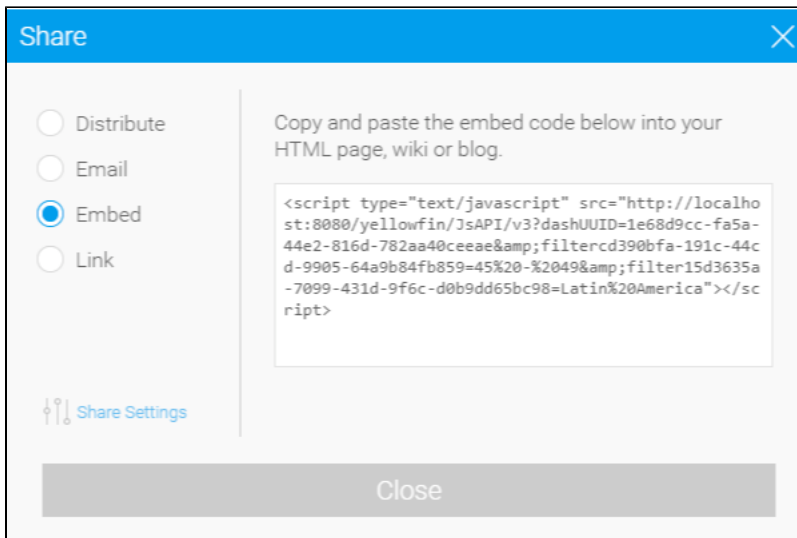 Share
Distribute
Email
Embed
Link
Share Settings
Copy and paste the embed code below into your
HTML page, wiki or blog.
<script type="text/javascript" src="http://localho
st:8080/yellowfin/JsAPI/v3?dashUUID=1e68d9cc-fa5a-
44e2-816d-782aa40ceeae&amp;filtercd390bfa-191c-44c
d-9905-64a9b84fb859=45%20-%2049&amp;filter15d3635a
-7099-431d-9f6c-d0b9dd65bc98=Latin%20America"></sc
ript>
Close